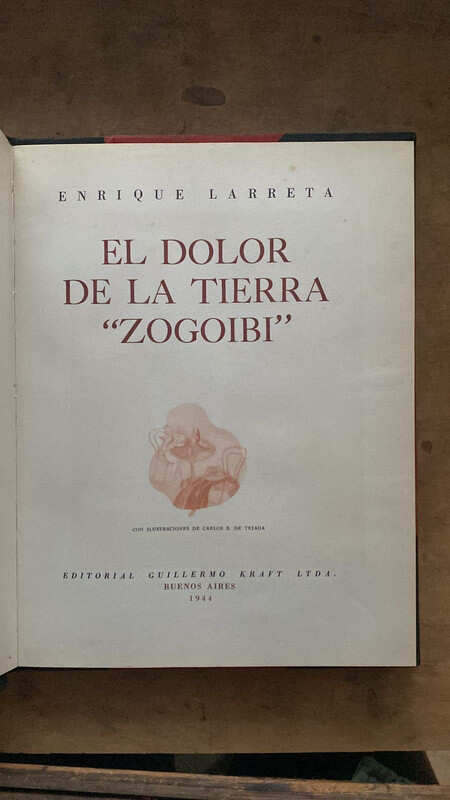 ENRIQUE LARRETA
EL DOLOR
DE LA TIERRA
“ZOGOIBI”
CON ILUSTRACIONES DE CARLOS S. DE TEJADA
EDITORIAL GUILLERMO KRAFT LTDA.
BUENOS AIRES
1944